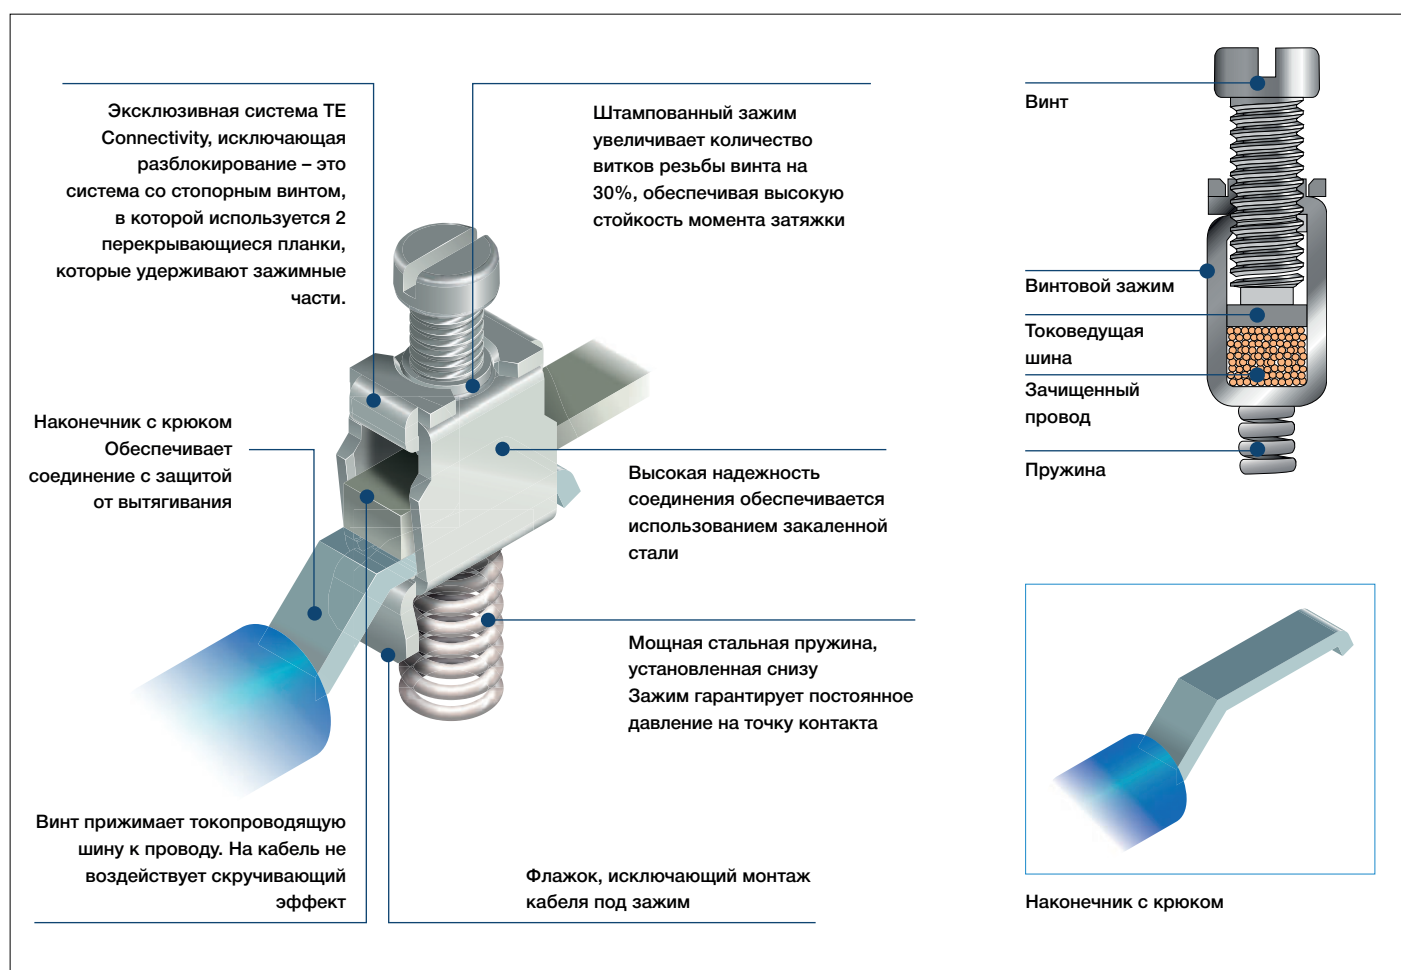 Эксклюзивная система TE
Connectivity, исключающая
разблокирование – это
система со стопорным винтом,
в которой используется 2
перекрывающиеся планки,
которые удерживают зажимные
части.
Штампованный зажим
увеличивает количество
витков резьбы винта на
30%, обеспечивая высокую
стойкость момента затяжки
Наконечник с крюком
Обеспечивает
соединение с защитой
от вытягивания
Высокая надежность
соединения обеспечивается
использованием закаленной
стали
Мощная стальная пружина,
установленная снизу
Зажим гарантирует постоянное
давление на точку контакта
Винт прижимает токопроводящую
шину к проводу. На кабель не
воздействует скручивающий
эффект
Флажок, исключающий монтаж
кабеля под зажим
Винт
Винтовой зажим
Токоведущая
шина
Зачищенный
провод
Пружина
Наконечник с крюком